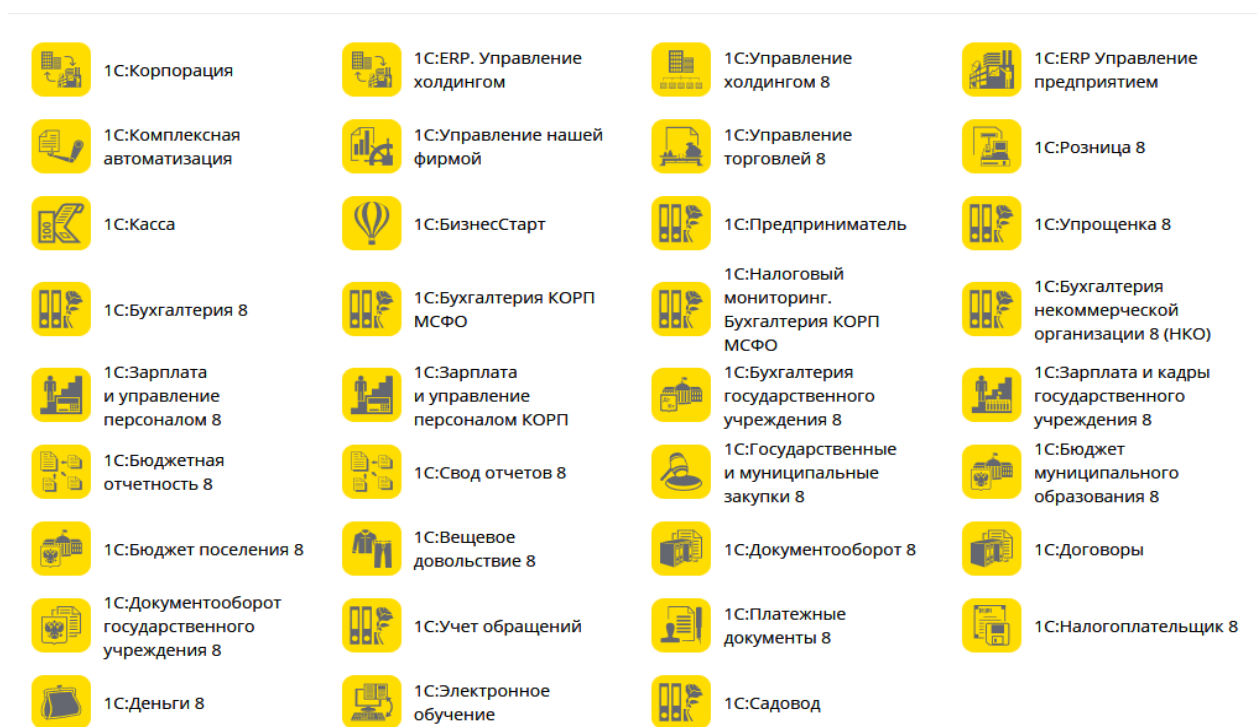 1С:Корпорация
1С:ERP. Управление
холдингом
1С:Управление
холдингом 8
1С:ERP Управление
предприятием
1С:Комплексная
автоматизация
1С:Управление нашей
фирмой
1С:Управление
торговлей 8
1С:Розница 8
1С:Касса
1С:БизнесСтарт
1С:Предприниматель
1С:Упрощенка 8
1С:Бухгалтерия 8
1С:Бухгалтерия КОРП
МСФО
1С:Налоговый
мониторинг.
Бухгалтерия КОРП
МСФО
1С:Бухгалтерия
некоммерческой
организации 8 (НКО)
1С:Зарплата
и управление
персоналом 8
1С:Зарплата
и управление
персоналом КОРП
1С:Бухгалтерия
государственного
учреждения 8
1С:Зарплата и кадры
государственного
учреждения 8
1С:Бюджетная
отчетность 8
1С:Свод отчетов 8
1С:Государственные
и муниципальные
закупки 8
1С:Бюджет
муниципального
образования 8
1С:Бюджет поселения 8
1С:Вещевое
довольствие 8
1С:Документооборот 8
1С:Договоры
1С:Документооборот
государственного
учреждения 8
1С:Учет обращений
1С:Платежные
документы 8
1С:Налогоплательщик 8
1С:Деньги 8
1С:Электронное
обучение
1С:Садовод